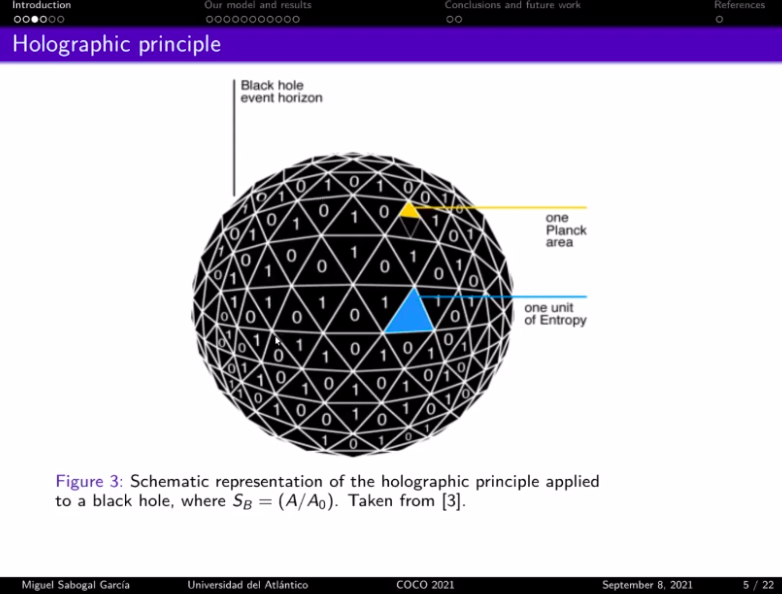 Introduction
Our model and results
Conclusions and future work
References
Holographic principle
Black hole
event horizon
one
Planck
area
one unit
of Entropy
Figure 3: Schematic representation of the holographic principle applied
to a black hole, where S_B = (A/A_0). Taken from [3].
Miguel Sabogal García
Universidad del Atlántico
COCO 2021
September 8, 2021
5 / 22